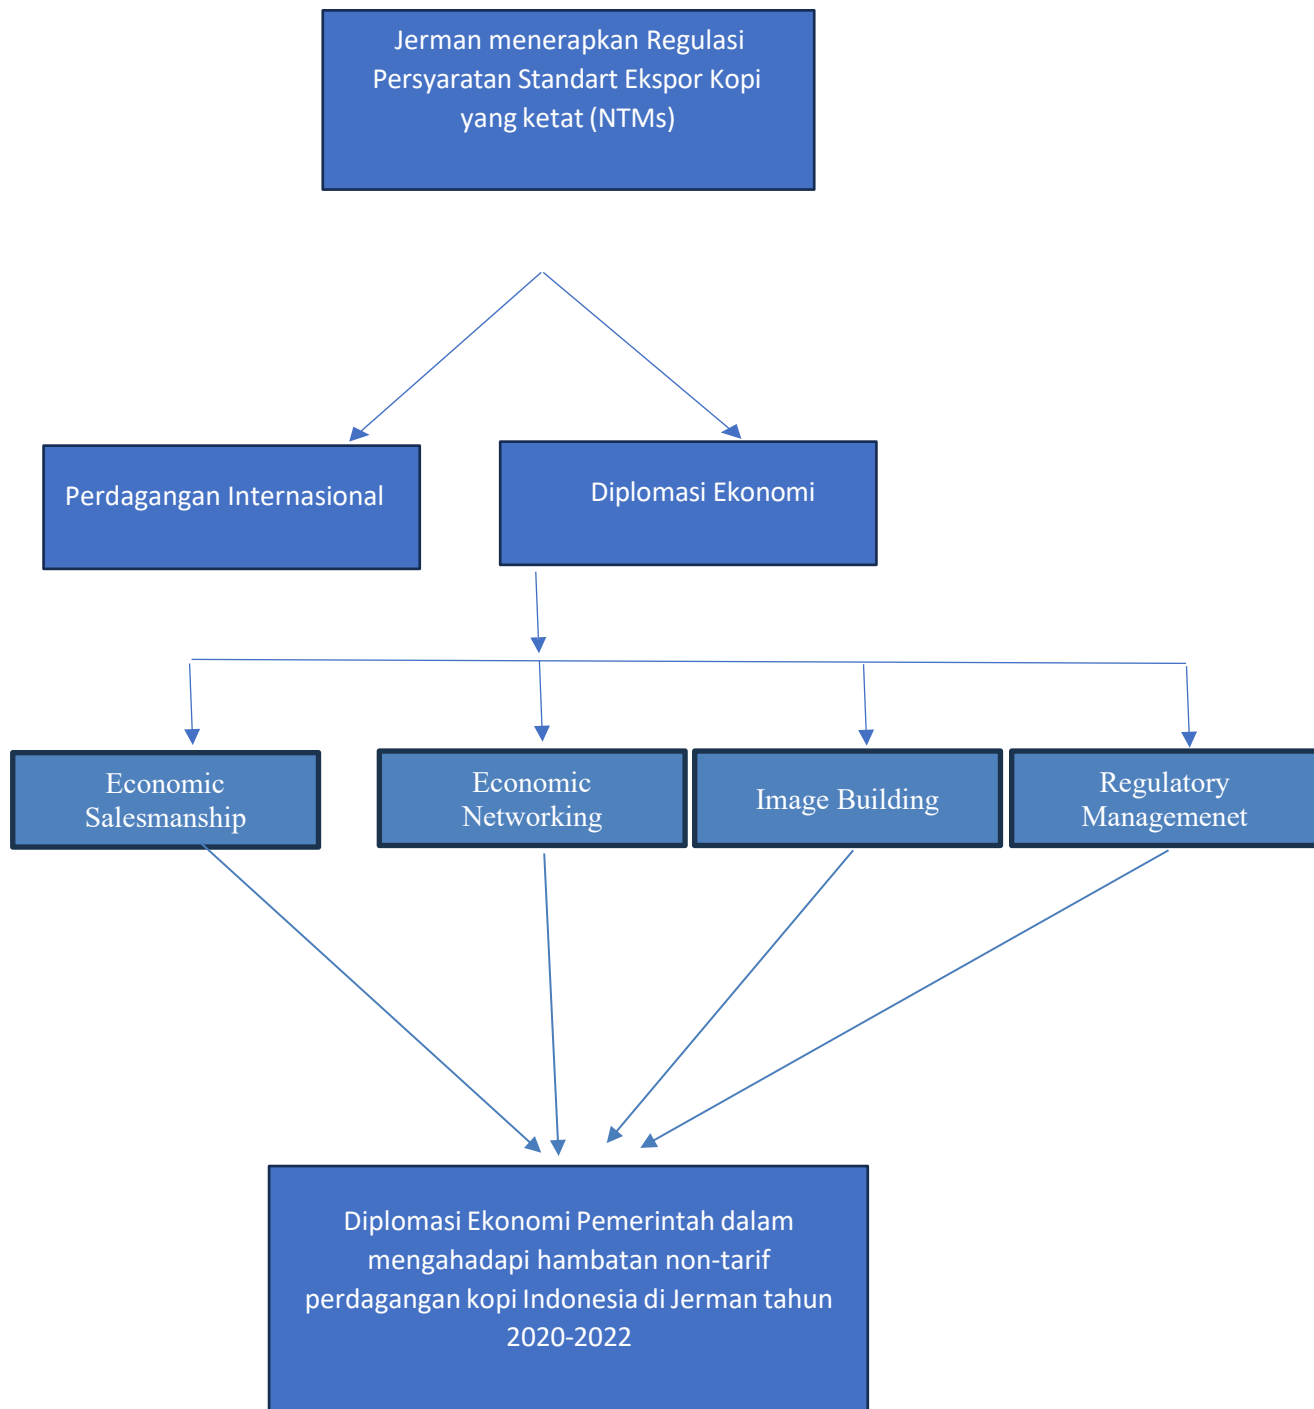 Jerman menerapkan Regulasi
Persyaratan Standart Ekspor Kopi
yang ketat (NTMs)
Perdagangan Internasional
Diplomasi Ekonomi
Economic
Salesmanship
Economic
Networking
Image Building
Regulatory
Managemenet
Diplomasi Ekonomi Pemerintah dalam
mengahadapi hambatan non-tarif
perdagangan kopi Indonesia di Jerman tahun
2020-2022